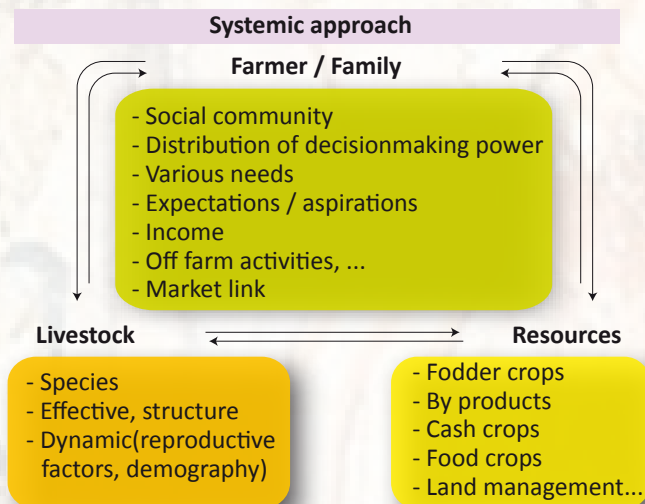 Systemic approach
Farmer / Family
- Social community
- Distribution of decisionmaking power
- Various needs
- Expectations / aspirations
- Income
- Off farm activities, ...
- Market link
Livestock
- Species
- Effective, structure
- Dynamic(reproductive
factors, demography)
Resources
- Fodder crops
- By products
- Cash crops
- Food crops
- Land management...